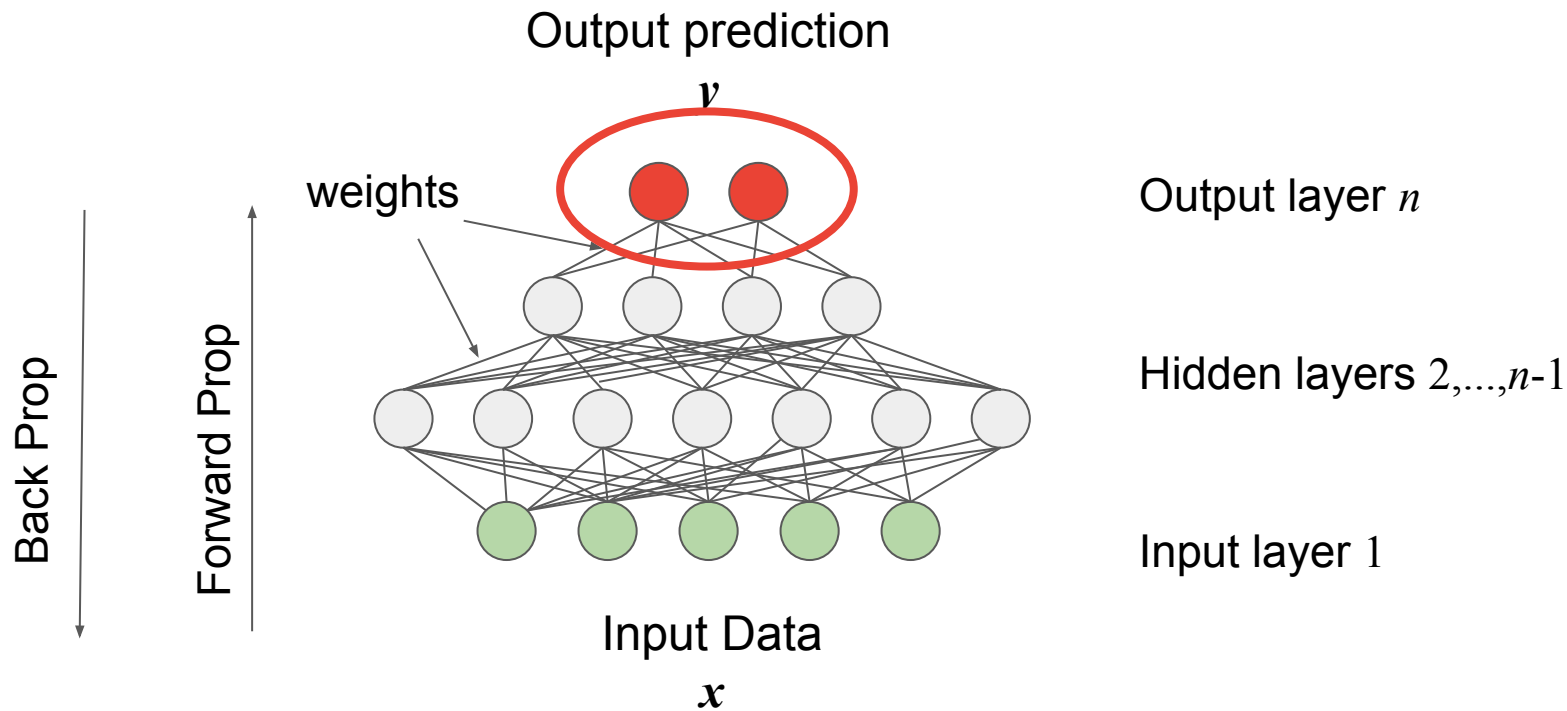 Output prediction
y
weights
Output layer n
Back Prop
Forward Prop
Hidden layers 2,...,n-1
Input layer 1
Input Data
x